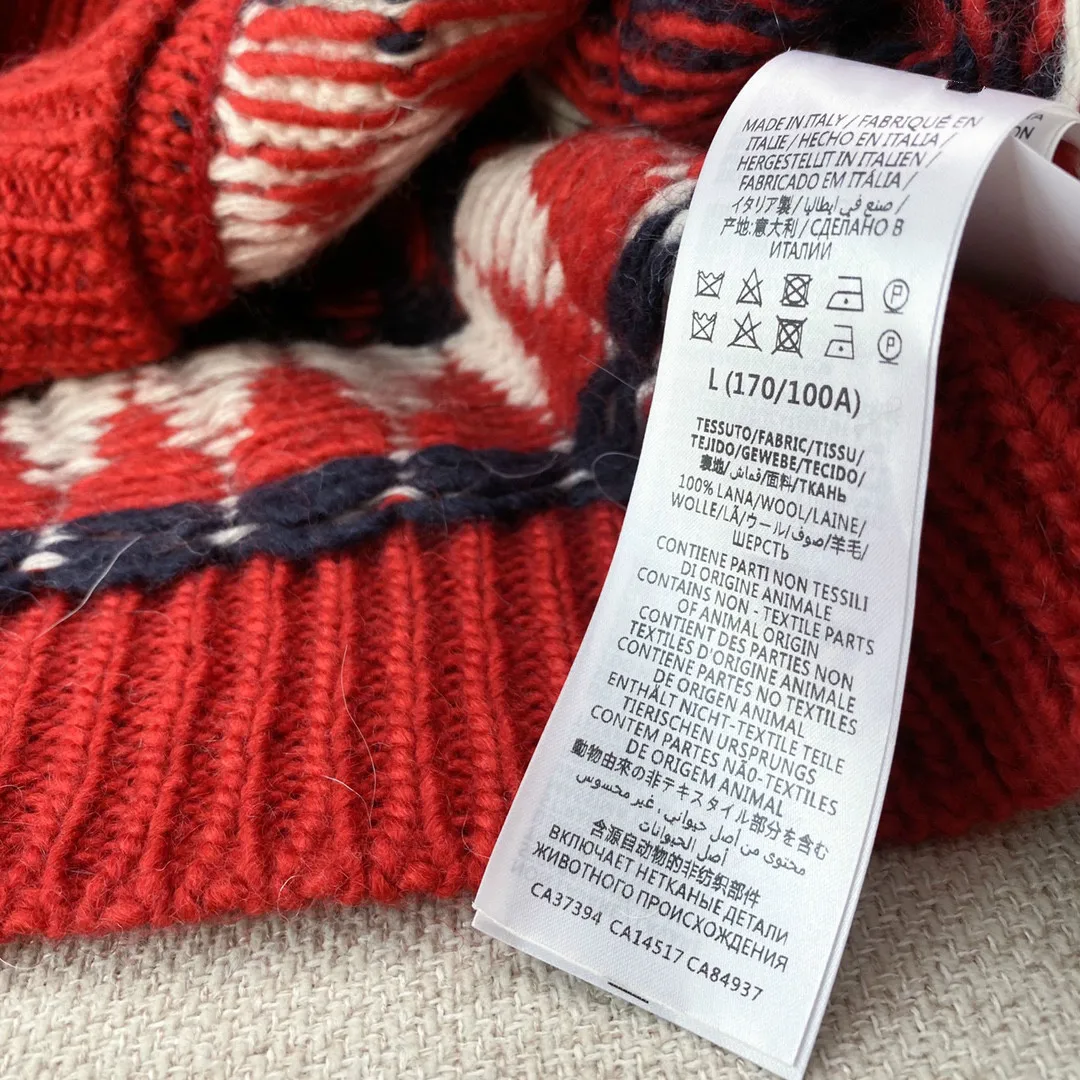 MADE IN ITALY / FABRIQUÉ EN
ITALIE / HECHO EN ITALIA /
HERGESTELLT IN ITALIEN /
FABRICADO EM ITÁLIA /
イタリア製 / صنع في ايطاليا /
产地:意大利 / СДЕЛАНО В
ИТАЛИИ
P
P
L (170/100A)
TESSUTO/FABRIC/TISSU/
TEJIDO/GEWEBE/TECIDO/
裏地/قماش/面料/ТКАНЬ
100% LANA/WOOL/LAINE/
WOLLE/LÃ/ウール/صوف/羊毛/
ШЕРСТЬ
CONTIENE PARTI NON TESSILI
DI ORIGINE ANIMALE
CONTAINS NON - TEXTILE PARTS
OF ANIMAL ORIGIN
CONTIENT DES PARTIES NON
TEXTILES D'ORIGINE ANIMALE
CONTIENE PARTES NO TEXTILES
DE ORIGEN ANIMAL
ENTHÄLT NICHT-TEXTILE TEILE
TIERISCHEN URSPRUNGS
CONTEM PARTES NÃO-TEXTILES
DE ORIGEM ANIMAL
動物由來の非テキスタイル部分を含む
محتوى من اصل حيواني ، غير محسوس
أصل الحيوانات
含源自动物的非纺织部件
ВКЛЮЧАЕТ НЕТКАНЫЕ ДЕТАЛИ
ЖИВОТНОГО ПРОИСХОЖДЕНИЯ
CA37394 CA14517 CA84937